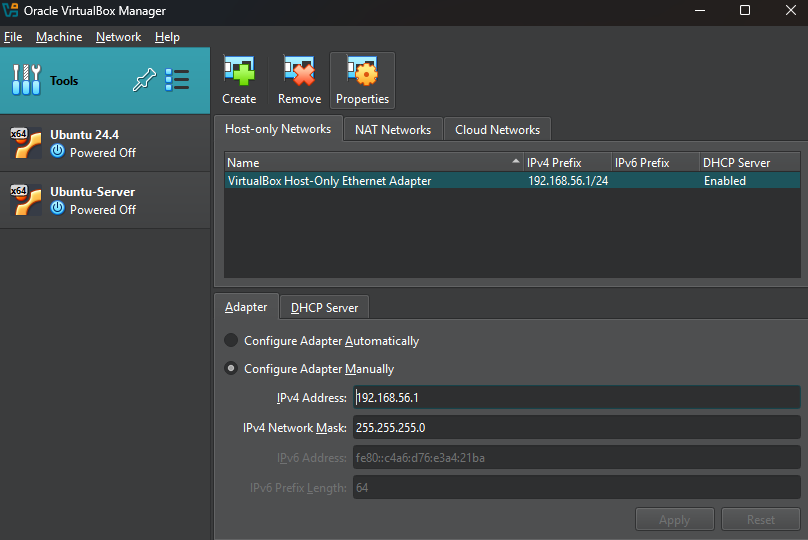 Oracle VirtualBox Manager
File Machine Network Help
Tools
x64 Ubuntu 24.4
Powered Off
x64 Ubuntu-Server
Powered Off
Create Remove Properties
Host-only Networks NAT Networks Cloud Networks
Name IPv4 Prefix IPv6 Prefix DHCP Server
VirtualBox Host-Only Ethernet Adapter 192.168.56.1/24 Enabled
Adapter DHCP Server
Configure Adapter Automatically
Configure Adapter Manually
IPv4 Address: 192.168.56.1
IPv4 Network Mask: 255.255.255.0
IPv6 Address: fe80::c4a6:d76:e3a4:21ba
IPv6 Prefix Length: 64
Apply Reset